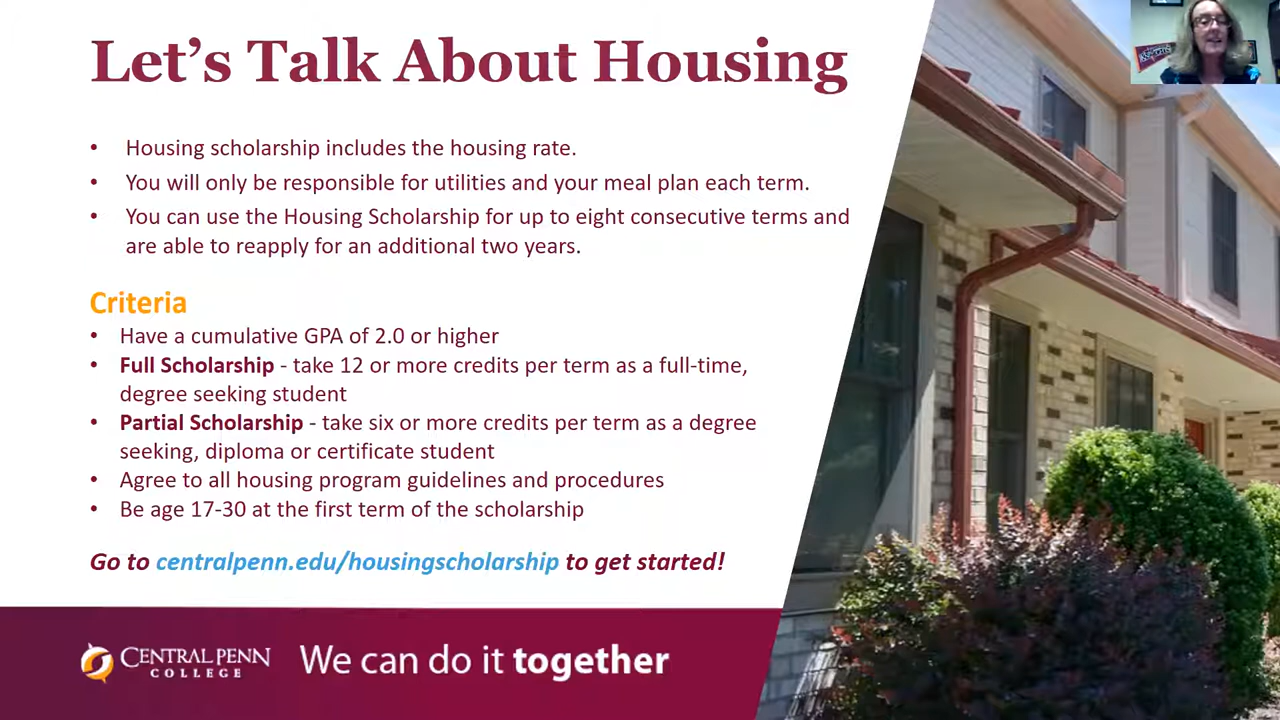 Let's Talk About Housing
• Housing scholarship includes the housing rate.
• You will only be responsible for utilities and your meal plan each term.
• You can use the Housing Scholarship for up to eight consecutive terms and
are able to reapply for an additional two years.
Criteria
• Have a cumulative GPA of 2.0 or higher
• Full Scholarship - take 12 or more credits per term as a full-time,
degree seeking student
• Partial Scholarship - take six or more credits per term as a degree
seeking, diploma or certificate student
• Agree to all housing program guidelines and procedures
• Be age 17-30 at the first term of the scholarship
Go to centralpenn.edu/housingscholarship to get started!
CENTRAL PENN
COLLEGE
We can do it together